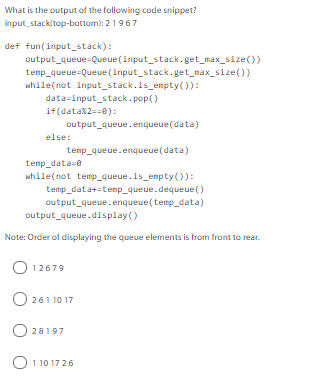 What is the output of the following code snippet?
input_stack(top-bottom): 2 1 9 6 7
def fun(input_stack):
    output_queue=Queue(input_stack.get_max_size())
    temp_queue=Queue(input_stack.get_max_size())
    while(not input_stack.is_empty()):
        data=input_stack.pop()
        if(data%2==0):
            output_queue.enqueue(data)
        else:
            temp_queue.enqueue(data)
    temp_data=0
    while(not temp_queue.is_empty()):
        temp_data+=temp_queue.dequeue()
        output_queue.enqueue(temp_data)
    output_queue.display()
Note: Order of displaying the queue elements is from front to rear.
1 2 6 7 9
2 6 1 10 17
2 8 1 9 7
1 10 17 2 6